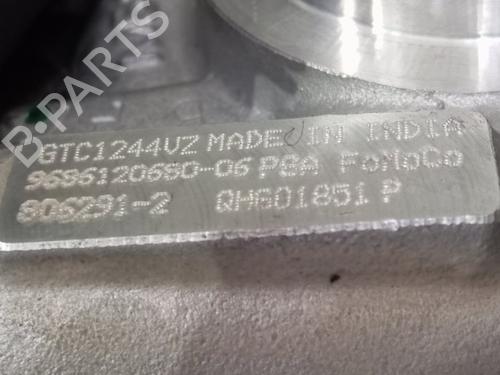 GTC1244VZ MADE IN INDIA
9686120680-06 PSA FoMoCo
806291-2 QH601851 P
B-PARTS